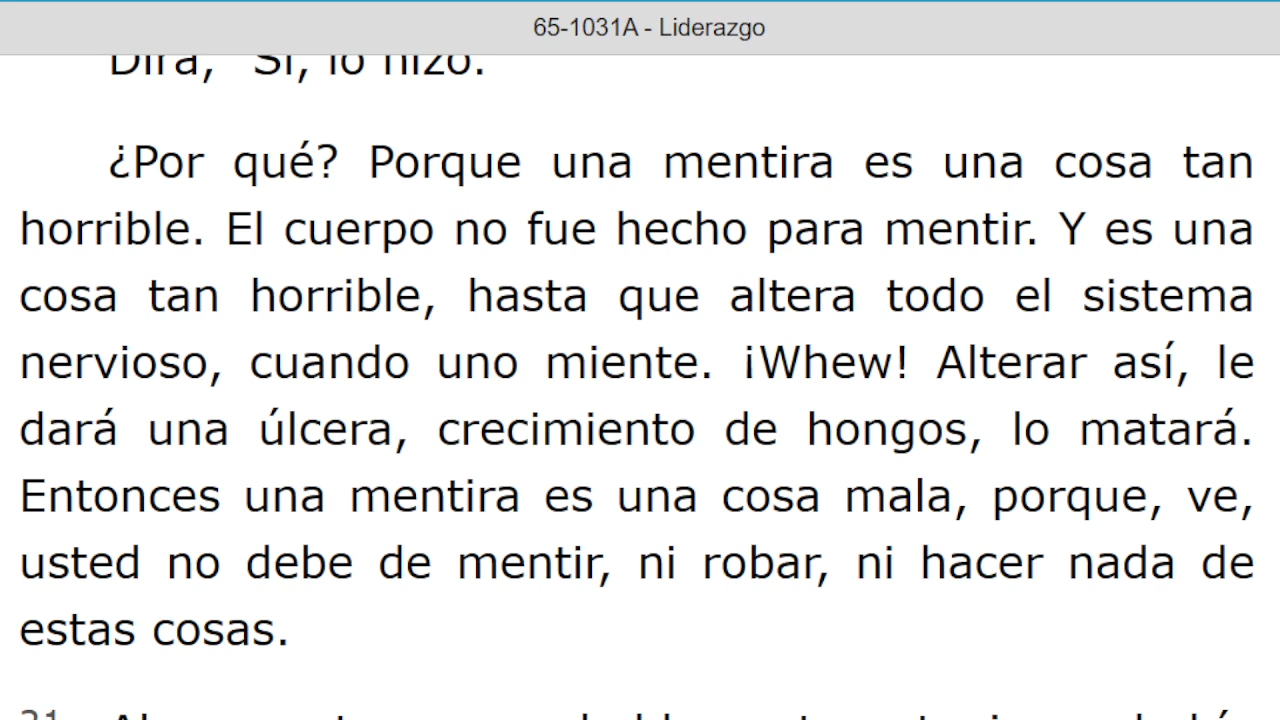 65-1031A - Liderazgo
Dirá, "Sí, lo hizo.
¿Por qué? Porque una mentira es una cosa tan
horrible. El cuerpo no fue hecho para mentir. Y es una
cosa tan horrible, hasta que altera todo el sistema
nervioso, cuando uno miente. ¡Whew! Alterar así, le
dará una úlcera, crecimiento de hongos, lo matará.
Entonces una mentira es una cosa mala, porque, ve,
usted no debe de mentir, ni robar, ni hacer nada de
estas cosas.